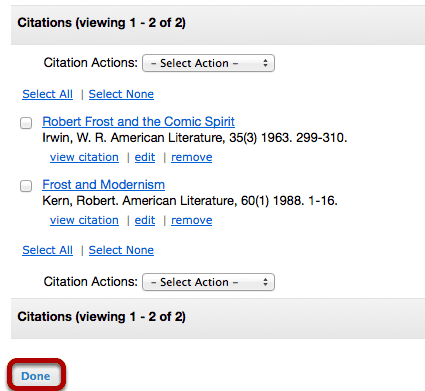 Citations (viewing 1 - 2 of 2)
Citation Actions: – Select Action –
Select All | Select None
Robert Frost and the Comic Spirit
Irwin, W. R. American Literature, 35(3) 1963. 299-310.
view citation | edit | remove
Frost and Modernism
Kern, Robert. American Literature, 60(1) 1988. 1-16.
view citation | edit | remove
Select All | Select None
Citation Actions: – Select Action –
Citations (viewing 1 - 2 of 2)
Done